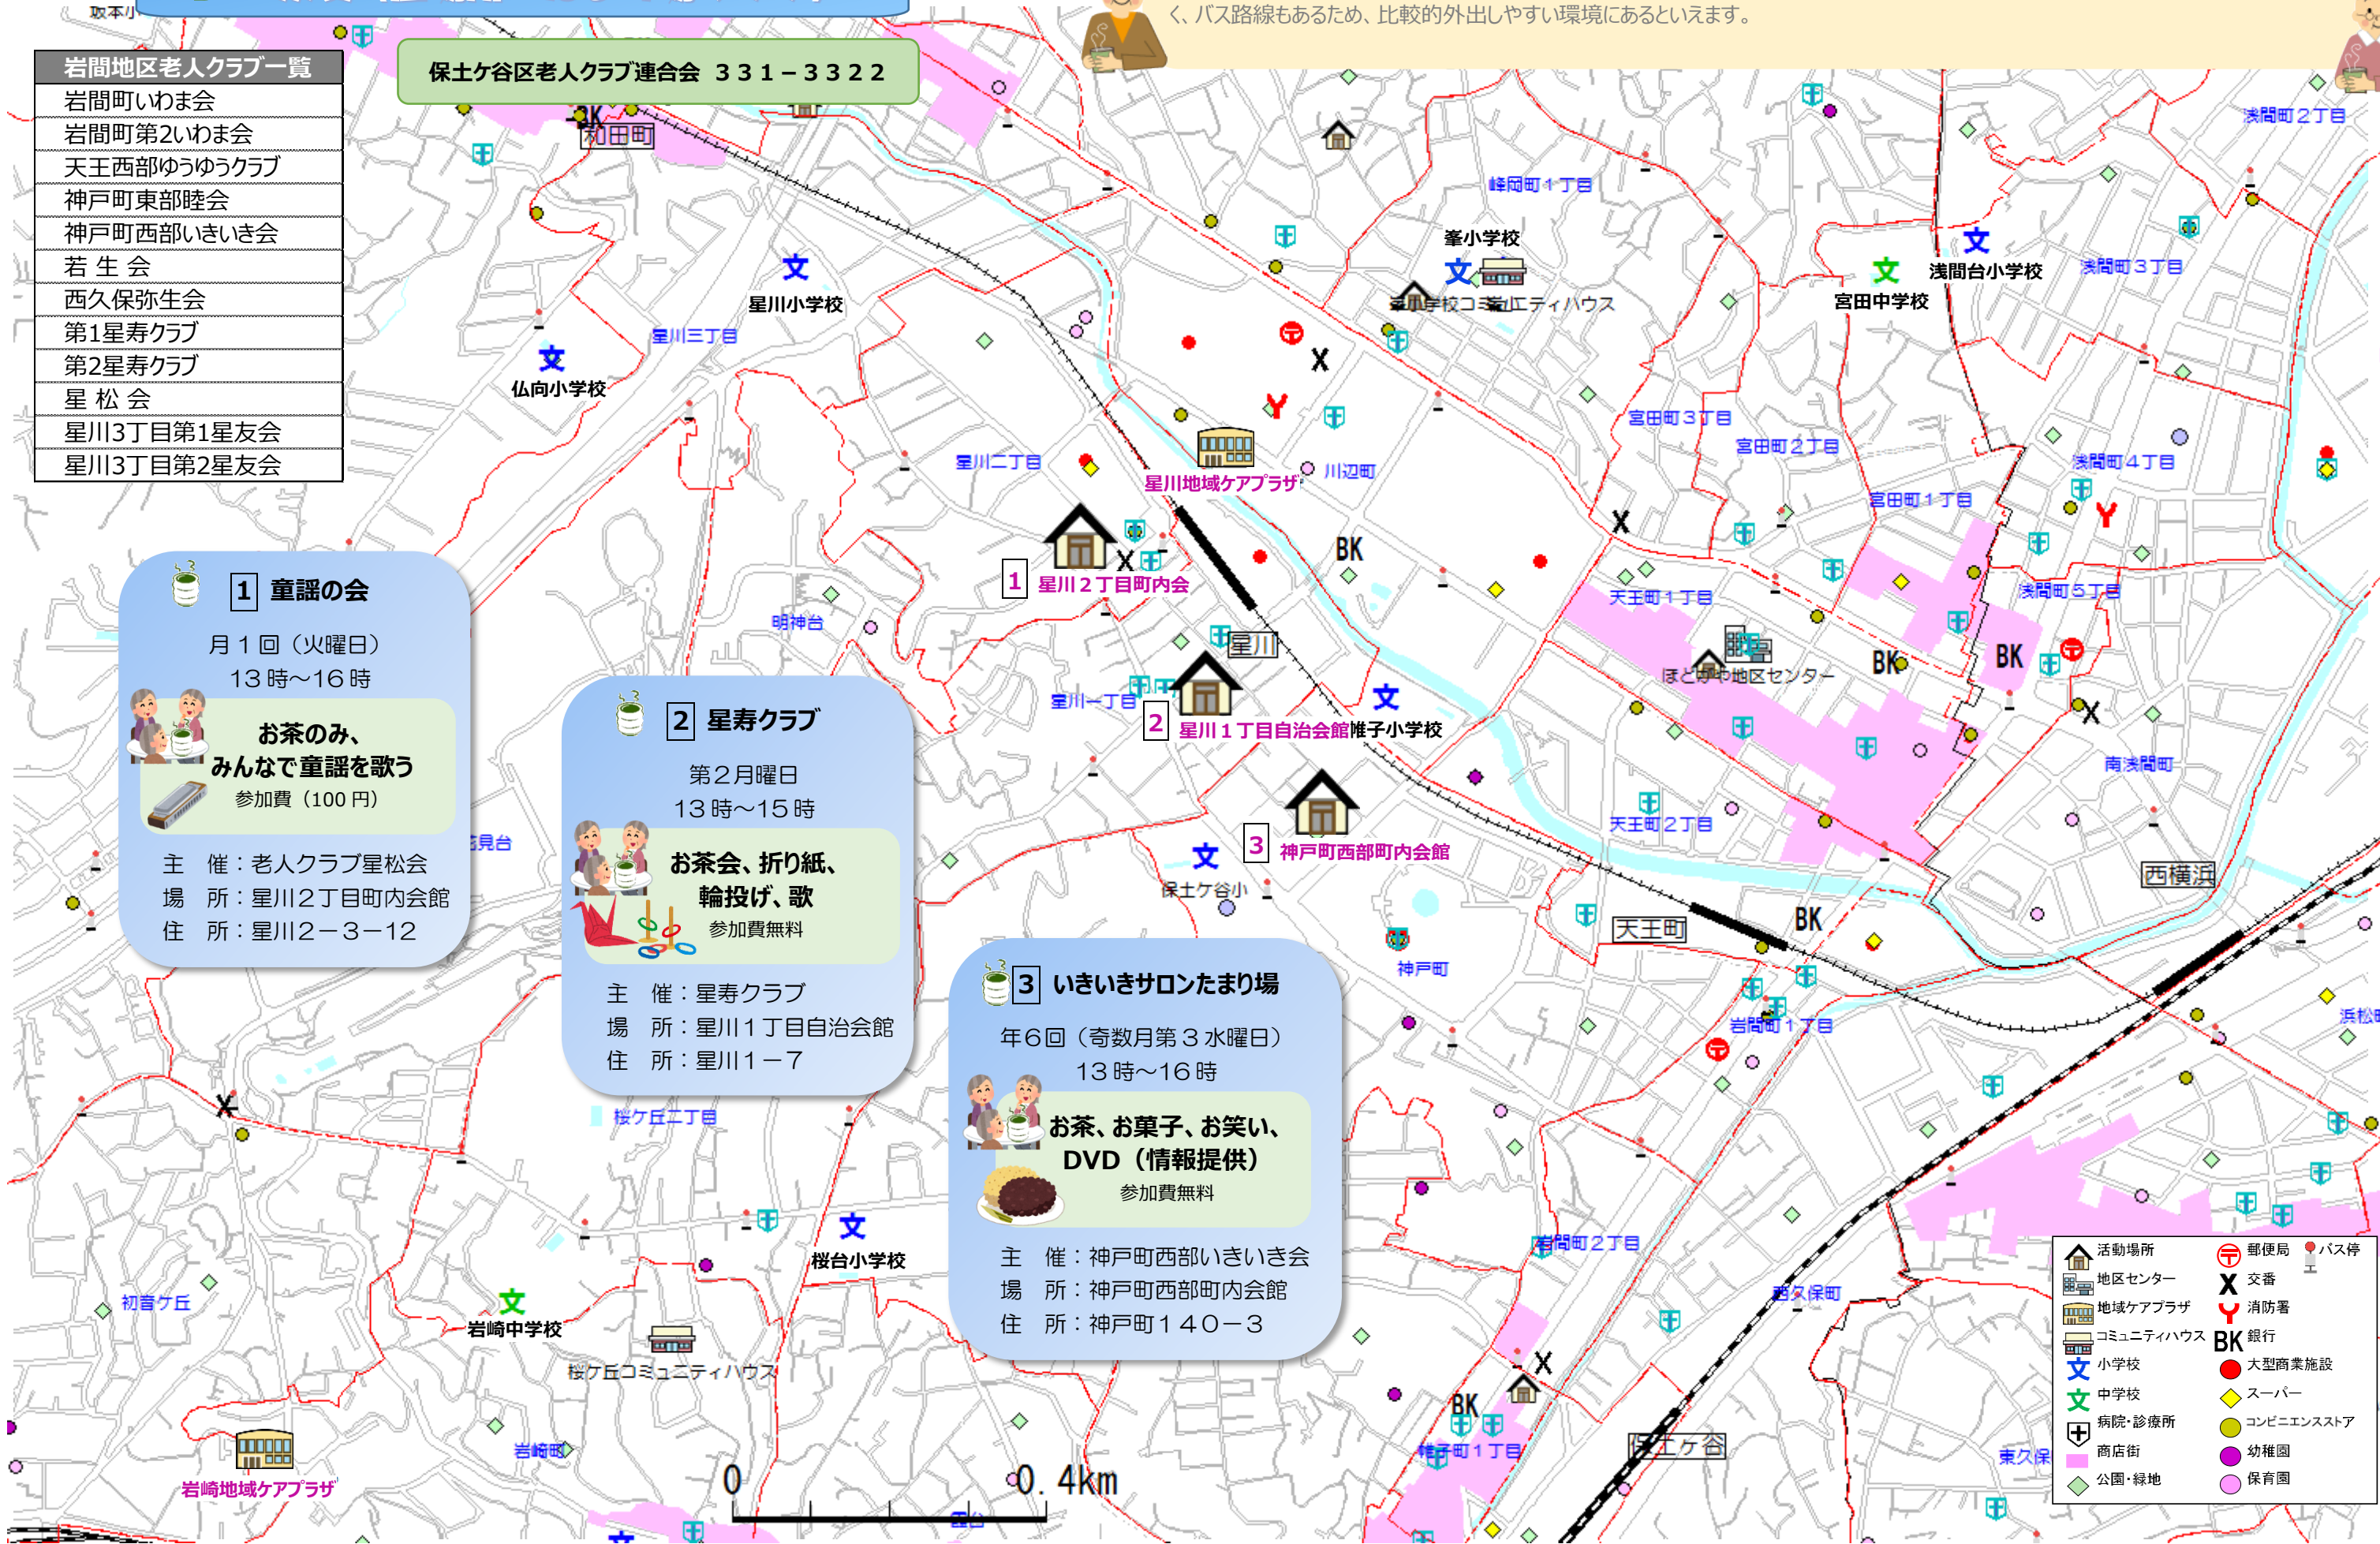 坂本小
く、バス路線もあるため、比較的外出しやすい環境にあるといえます。
岩間地区老人クラブ一覧
岩間町いわま会
岩間町第2いわま会
天王西部ゆうゆうクラブ
神戸町東部睦会
神戸町西部いきいき会
若 生 会
西久保弥生会
第1星寿クラブ
第2星寿クラブ
星 松 会
星川3丁目第1星友会
星川3丁目第2星友会
保土ケ谷区老人クラブ連合会 331-3322
BK
和田町
浅間町2丁目
峰岡町1丁目
峯小学校
文
文
浅間台小学校
浅間町3丁目
文
宮田中学校
文
星川小学校
星川三丁目
文
仏向小学校
宮田町3丁目
宮田町2丁目
浅間町4丁目
宮田町1丁目
星川二丁目
星川地域ケアプラザ
川辺町
BK
1 星川2丁目町内会
浅間町5丁目
天王町1丁目
明神台
星川
BK
BK
ほどがや地区センター
星川一丁目
文
2 星川1丁目自治会館
帷子小学校
南浅間町
天王町2丁目
3 神戸町西部町内会館
文
保土ケ谷小
西横浜
天王町
BK
神戸町
岩間町1丁目
1 童謡の会
月1回（火曜日）
13時～16時
お茶のみ、
みんなで童謡を歌う
参加費（100円）
主 催：老人クラブ星松会
場 所：星川2丁目町内会館
住 所：星川2－3－12
見台
2 星寿クラブ
第2月曜日
13時～15時
お茶会、折り紙、
輪投げ、歌
参加費無料
主 催：星寿クラブ
場 所：星川1丁目自治会館
住 所：星川1－7
3 いきいきサロンたまり場
年6回（奇数月第3水曜日）
13時～16時
お茶、お菓子、お笑い、
DVD（情報提供）
参加費無料
主 催：神戸町西部いきいき会
場 所：神戸町西部町内会館
住 所：神戸町140－3
桜ケ丘二丁目
文
桜台小学校
岩間町2丁目
西久保町
初音ケ丘
文
岩崎中学校
桜ケ丘コミュニティハウス
岩崎町
岩崎地域ケアプラザ
BK
帷子町1丁目
保土ヶ谷
東久保
0 0.4km
活動場所
地区センター
地域ケアプラザ
コミュニティハウス
文 小学校
文 中学校
病院・診療所
商店街
公園・緑地
郵便局
バス停
X 交番
Y 消防署
BK 銀行
大型商業施設
スーパー
コンビニエンスストア
幼稚園
保育園